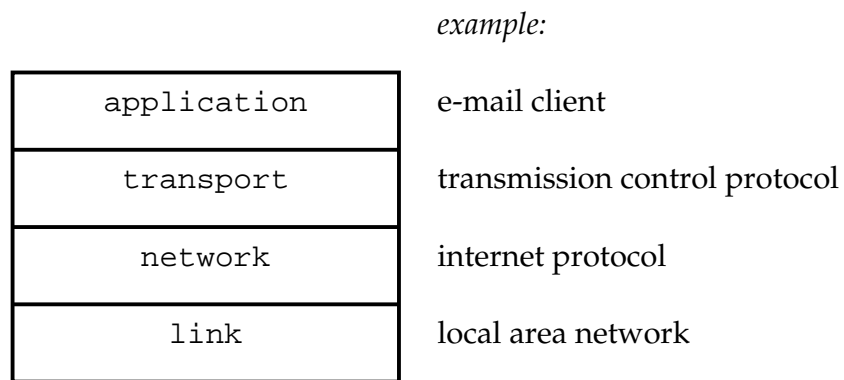 example:
application e-mail client
transport transmission control protocol
network internet protocol
link local area network